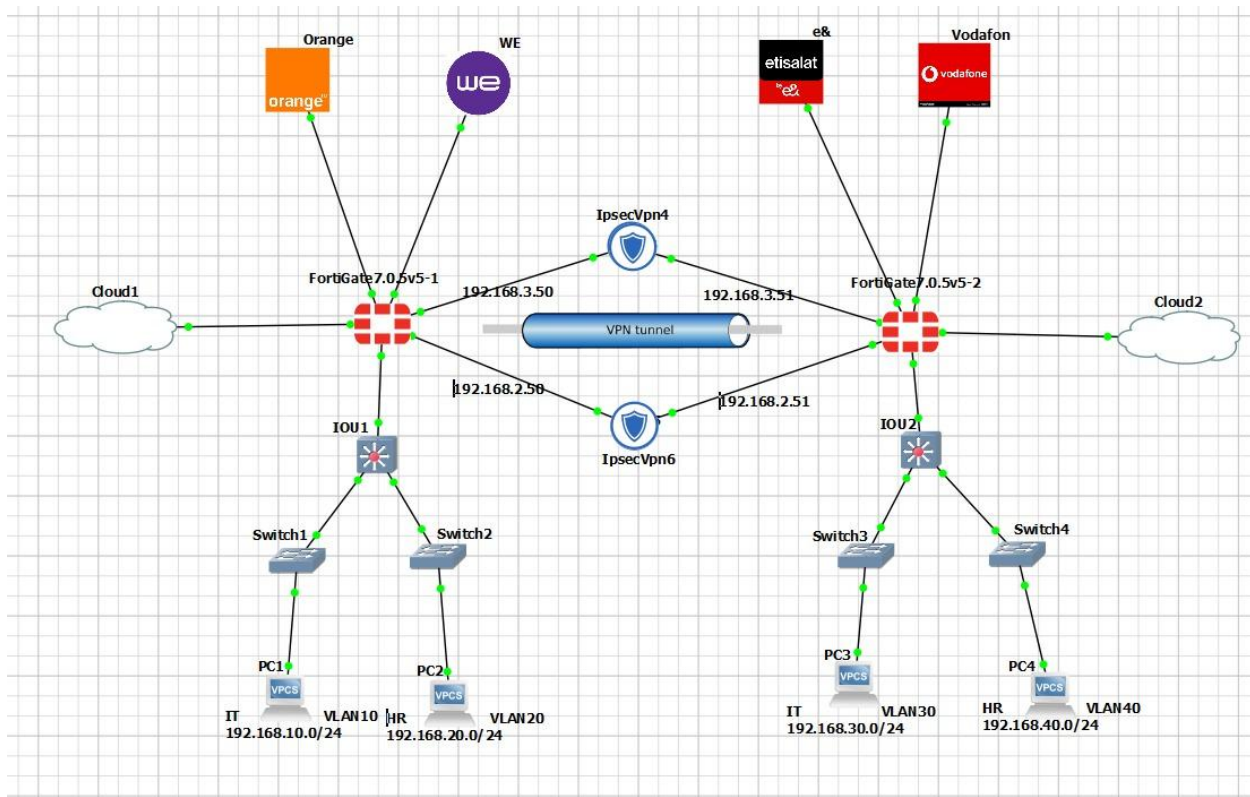 Orange
WE
e&
Vodafon
orange
we
etisalat
by e&
vodafone
IpsecVpn4
FortiGate7.0.5v5-1
192.168.3.50
192.168.3.51
FortiGate7.0.5v5-2
Cloud1
Cloud2
VPN tunnel
192.168.2.50
192.168.2.51
IpsecVpn6
IOU1
IOU2
Switch1
Switch2
Switch3
Switch4
PC1
VPCS
IT VLAN10
192.168.10.0/24
PC2
VPCS
HR VLAN20
192.168.20.0/24
PC3
VPCS
IT VLAN30
192.168.30.0/24
PC4
VPCS
HR VLAN40
192.168.40.0/24